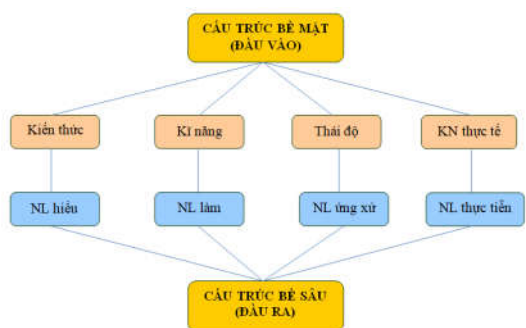 CẤU TRÚC BỀ MẶT
(ĐẦU VÀO)
Kiến thức
Kĩ năng
Thái độ
KN thực tế
NL hiểu
NL làm
NL ứng xử
NL thực tiễn
CẤU TRÚC BỀ SÂU
(ĐẦU RA)